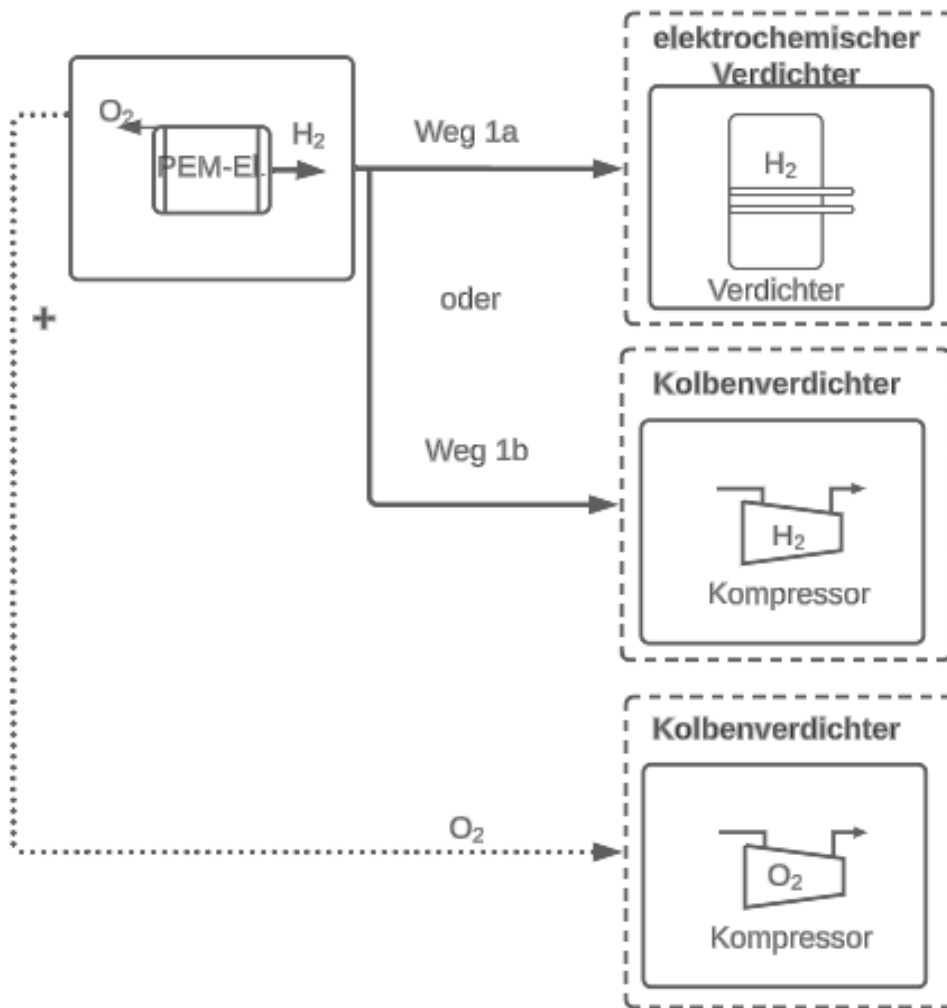 elektrochemischer
Verdichter
O₂
H₂
PEM-El.
Weg 1a
H₂
Verdichter
+
oder
Kolbenverdichter
Weg 1b
H₂
Kompressor
Kolbenverdichter
O₂
O₂
Kompressor